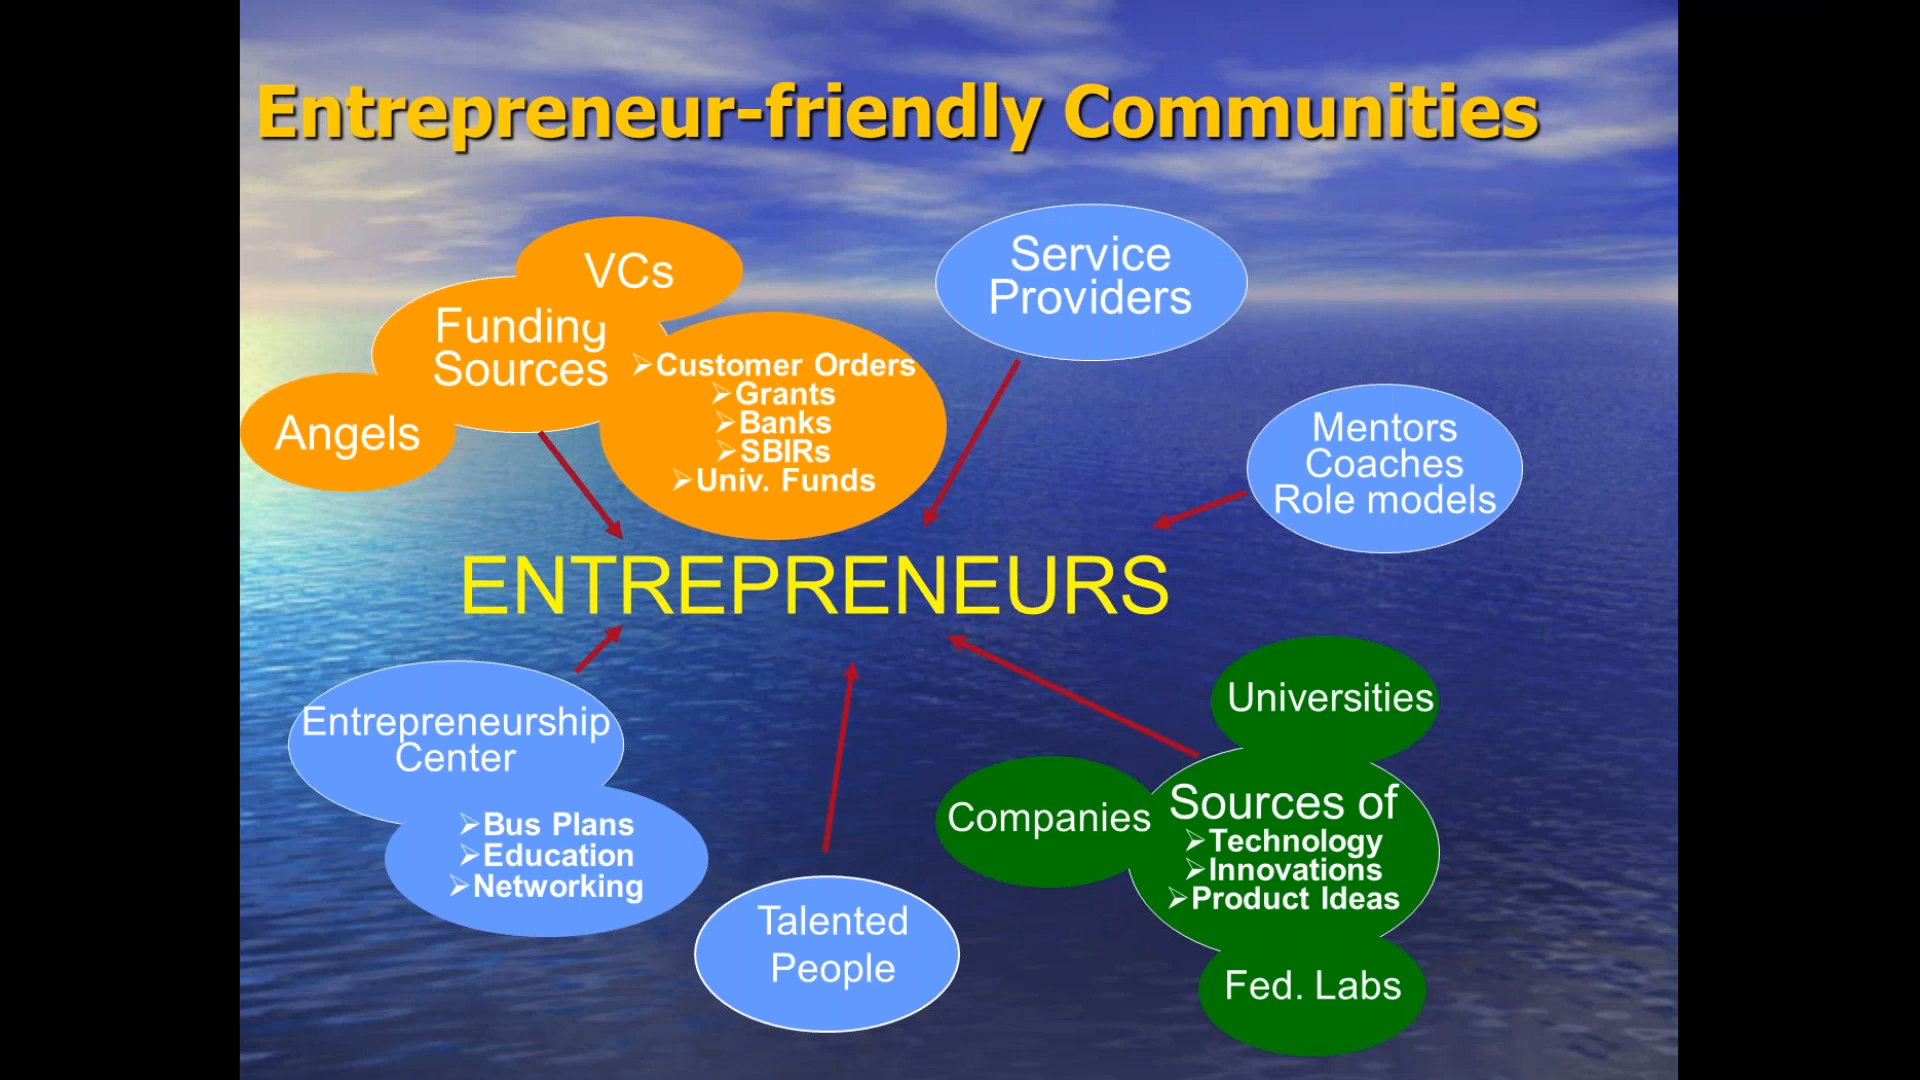 Entrepreneur-friendly Communities
VCs
Funding
Sources
Angels
➢Customer Orders
➢Grants
➢Banks
➢SBIRs
➢Univ. Funds
Service
Providers
Mentors
Coaches
Role models
ENTREPRENEURS
Entrepreneurship
Center
➢Bus Plans
➢Education
➢Networking
Talented
People
Universities
Companies
Sources of
➢Technology
➢Innovations
➢Product Ideas
Fed. Labs